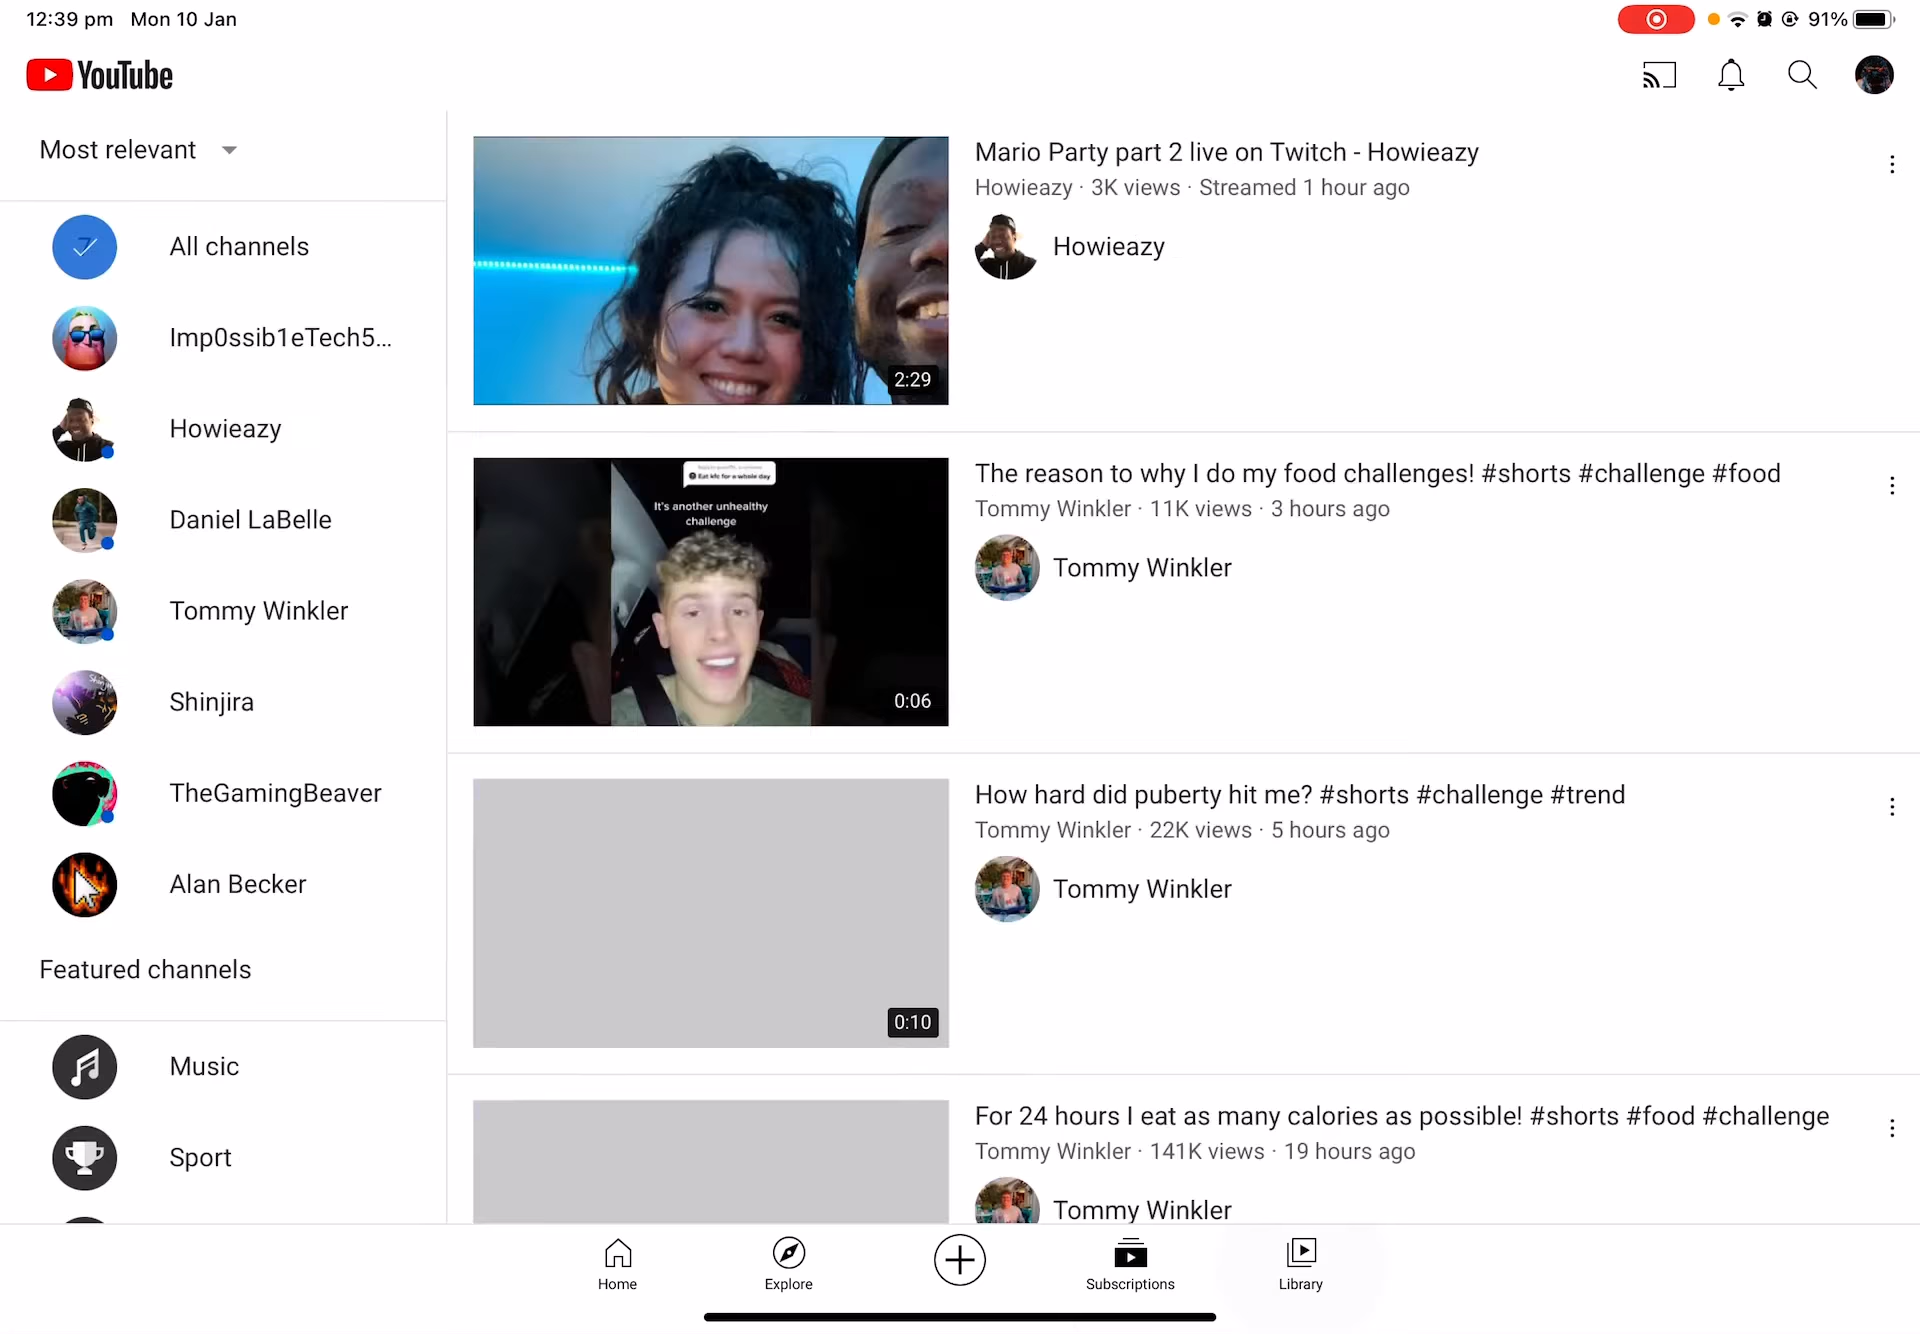 12:39 pm Mon 10 Jan
91%
YouTube
Most relevant
All channels
Imp0ssib1eTech5...
Howieazy
Daniel LaBelle
Tommy Winkler
Shinjira
TheGamingBeaver
Alan Becker
Featured channels
Music
Sport
2:29
Mario Party part 2 live on Twitch - Howieazy
Howieazy · 3K views · Streamed 1 hour ago
Howieazy
Eat kfc for a whole day
It's another unhealthy
challenge
0:06
The reason to why I do my food challenges! #shorts #challenge #food
Tommy Winkler · 11K views · 3 hours ago
Tommy Winkler
0:10
How hard did puberty hit me? #shorts #challenge #trend
Tommy Winkler · 22K views · 5 hours ago
Tommy Winkler
For 24 hours I eat as many calories as possible! #shorts #food #challenge
Tommy Winkler · 141K views · 19 hours ago
Tommy Winkler
Home
Explore
Subscriptions
Library